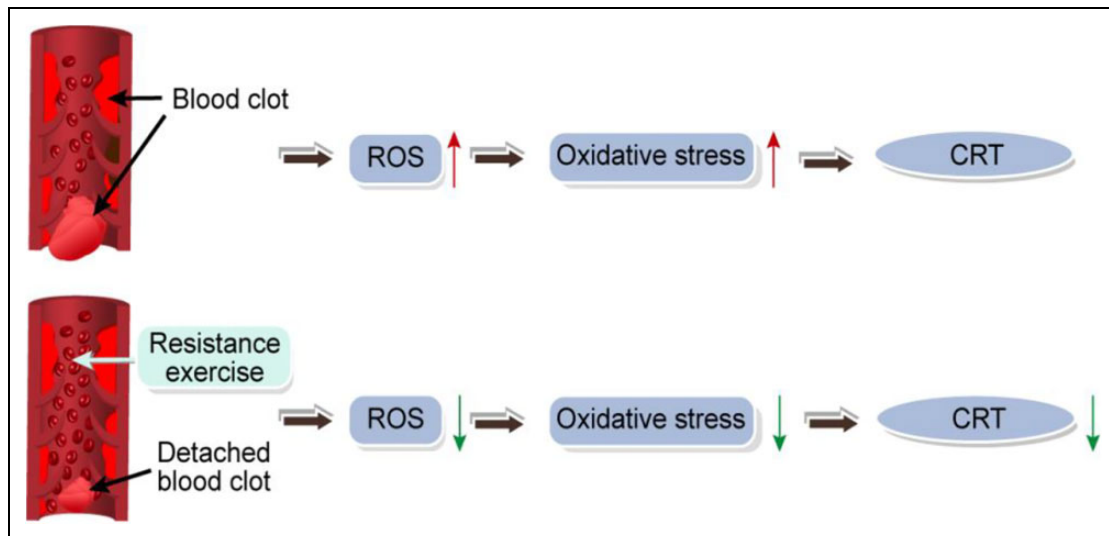 Blood clot
ROS
Oxidative stress
CRT
Resistance
exercise
ROS
Oxidative stress
CRT
Detached
blood clot